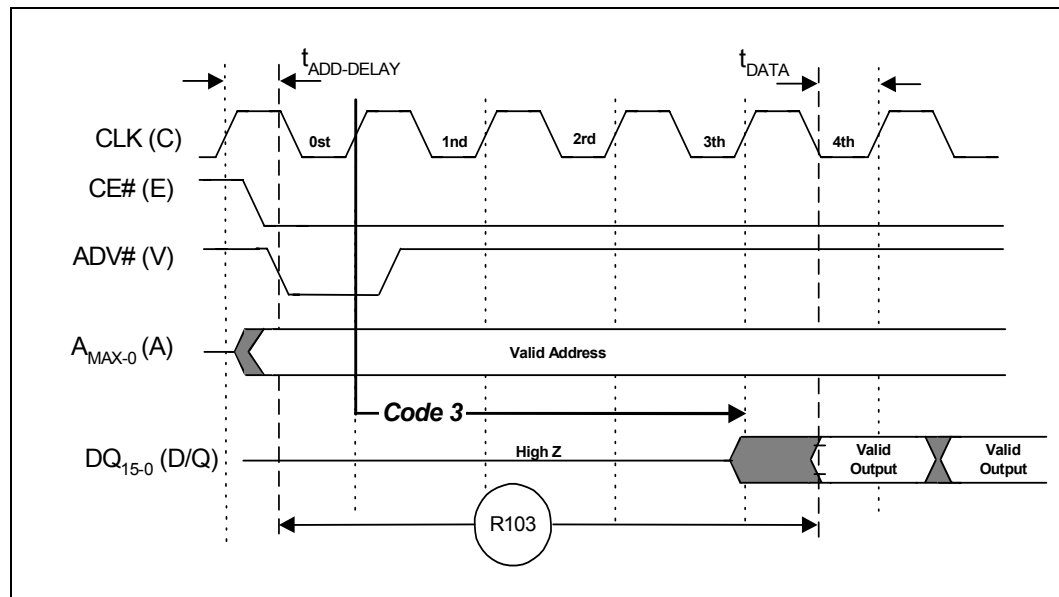 tADD-DELAY
tDATA
CLK (C)
0st
1nd
2rd
3th
4th
CE# (E)
ADV# (V)
AMAX-0 (A)
Valid Address
Code 3
High Z
DQ15-0 (D/Q)
Valid
Output
Valid
Output
R103